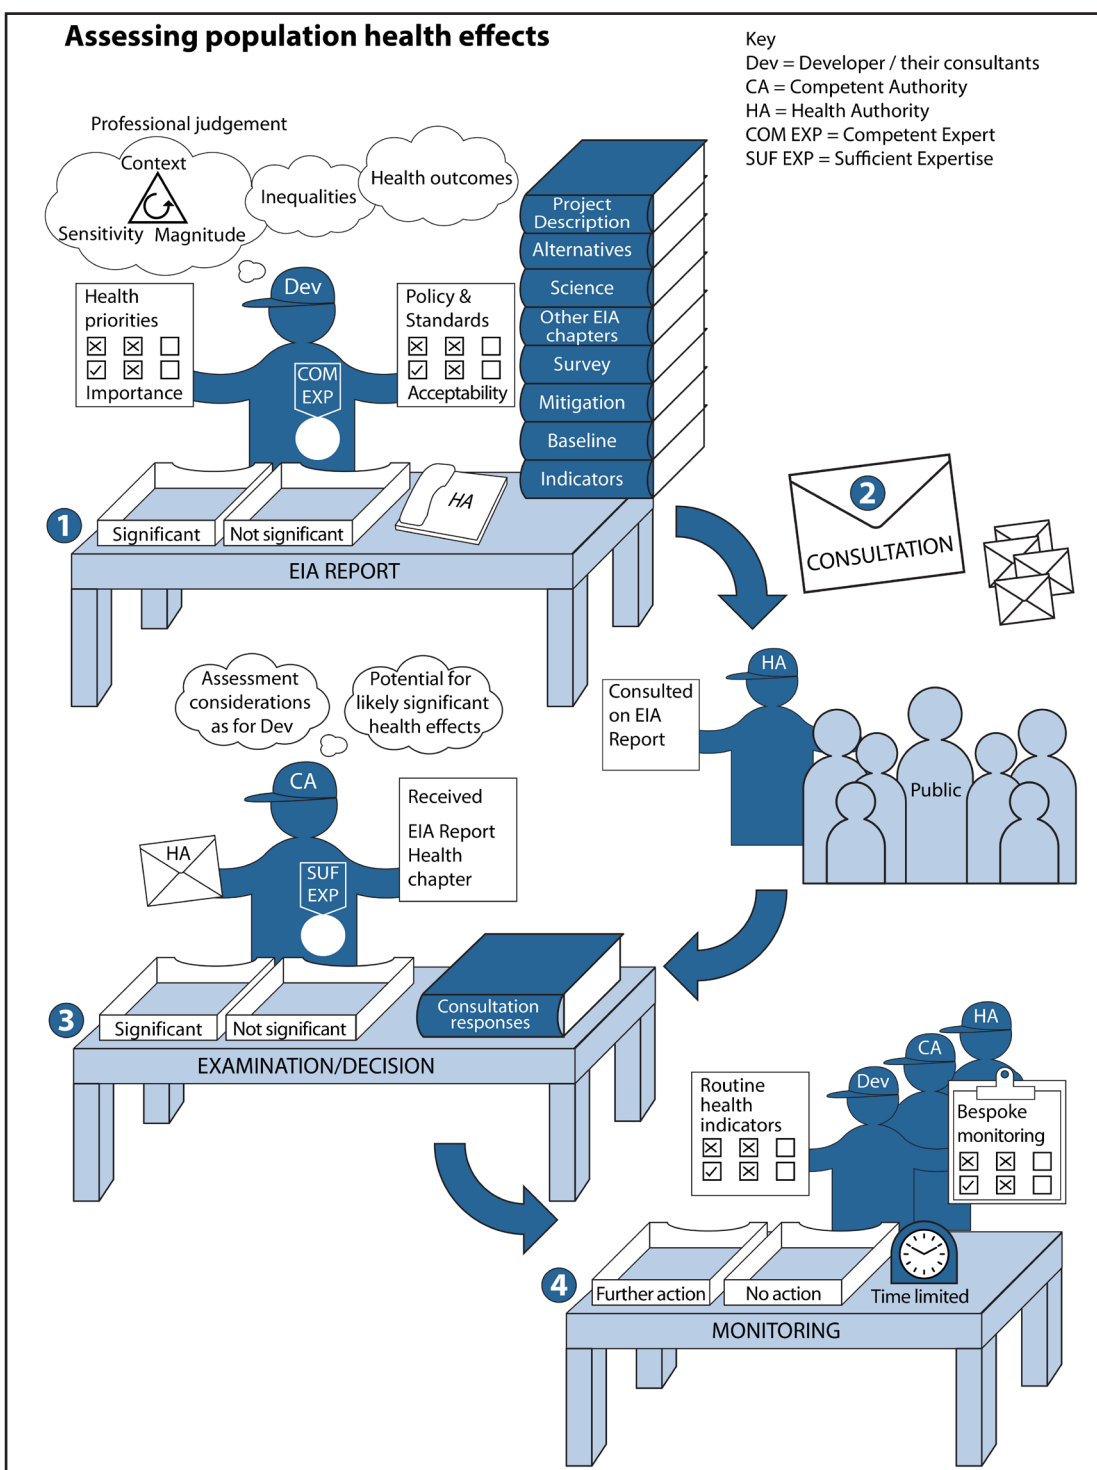 Assessing population health effects
Key
Dev = Developer / their consultants
CA = Competent Authority
HA = Health Authority
COM EXP = Competent Expert
SUF EXP = Sufficient Expertise
Professional judgement
Context
Sensitivity Magnitude
Inequalities
Health outcomes
Dev
Health
priorities
Importance
Policy &
Standards
Acceptability
COM
EXP
Project
Description
Alternatives
Science
Other EIA
chapters
Survey
Mitigation
Baseline
Indicators
1
Significant
Not significant
HA
EIA REPORT
2
CONSULTATION
HA
Consulted
on EIA
Report
Public
Assessment
considerations
as for Dev
Potential for
likely significant
health effects
CA
HA
Received
EIA Report
Health
chapter
SUF
EXP
3
Significant
Not significant
Consultation
responses
EXAMINATION/DECISION
HA
CA
Dev
Routine
health
indicators
Bespoke
monitoring
4
Further action
No action
Time limited
MONITORING